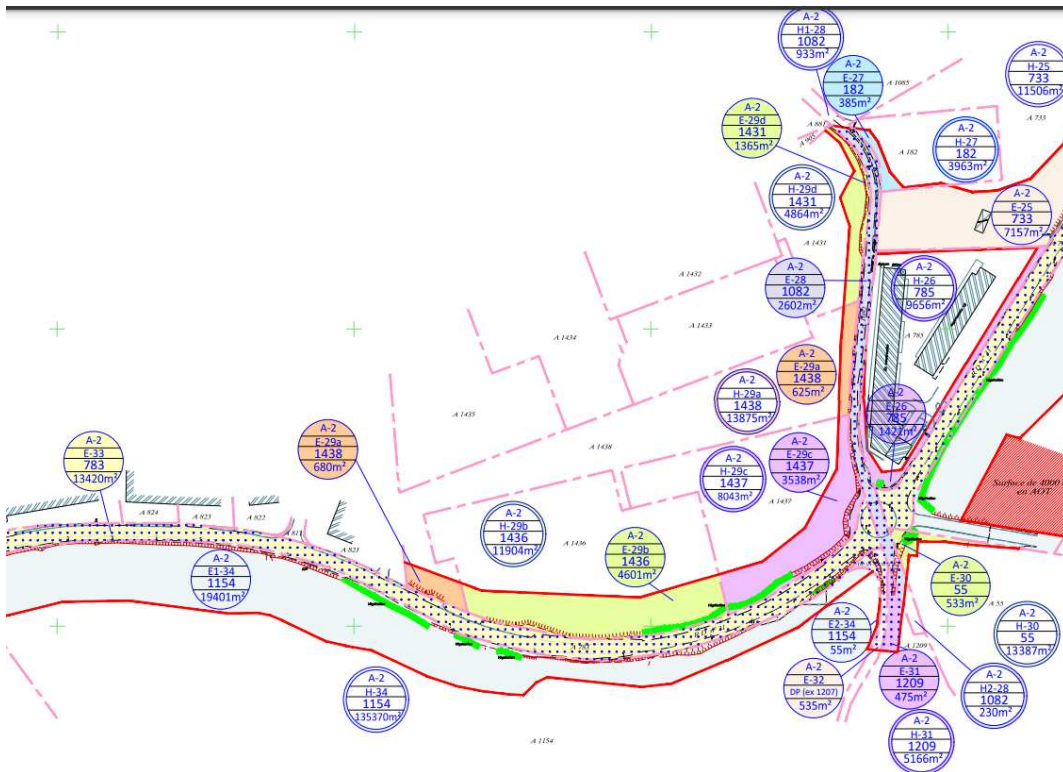 A-2
H1-28
1082
933m²
A-2
E-27
182
385m²
A 1085
A-2
H-25
733
11506m²
A 733
A-2
E-29d
1431
1365m²
A 881
A 905
A 182
A-2
H-27
182
3963m²
A-2
H-29d
1431
4864m²
A-2
E-25
733
7157m²
A 1431
A 1432
A-2
E-28
1082
2602m²
A-2
H-26
785
9656m²
A 1433
A 1434
A 785
A-2
E-29a
1438
625m²
A-2
H-29a
1438
13875m²
A-2
E-26
785
1421m²
A 1435
A 1438
A-2
E-29a
1438
680m²
A-2
E-33
783
13420m²
A-2
E-29c
1437
3538m²
A-2
H-29c
1437
8043m²
A 1437
Surface de 4000
en AOT
A 824
A 823
A 822
A 821
A-2
H-29b
1436
11904m²
A 1436
A-2
E-29b
1436
4601m²
A-2
E1-34
1154
19401m²
A-2
E-30
55
533m²
A 55
A-2
H-30
55
13387m²
A-2
E2-34
1154
55m²
A 1209
A-2
E-32
DP (ex 1207)
535m²
A-2
E-31
1209
475m²
A-2
H2-28
1082
230m²
A-2
H-34
1154
135370m²
A-2
H-31
1209
5166m²
A 1154